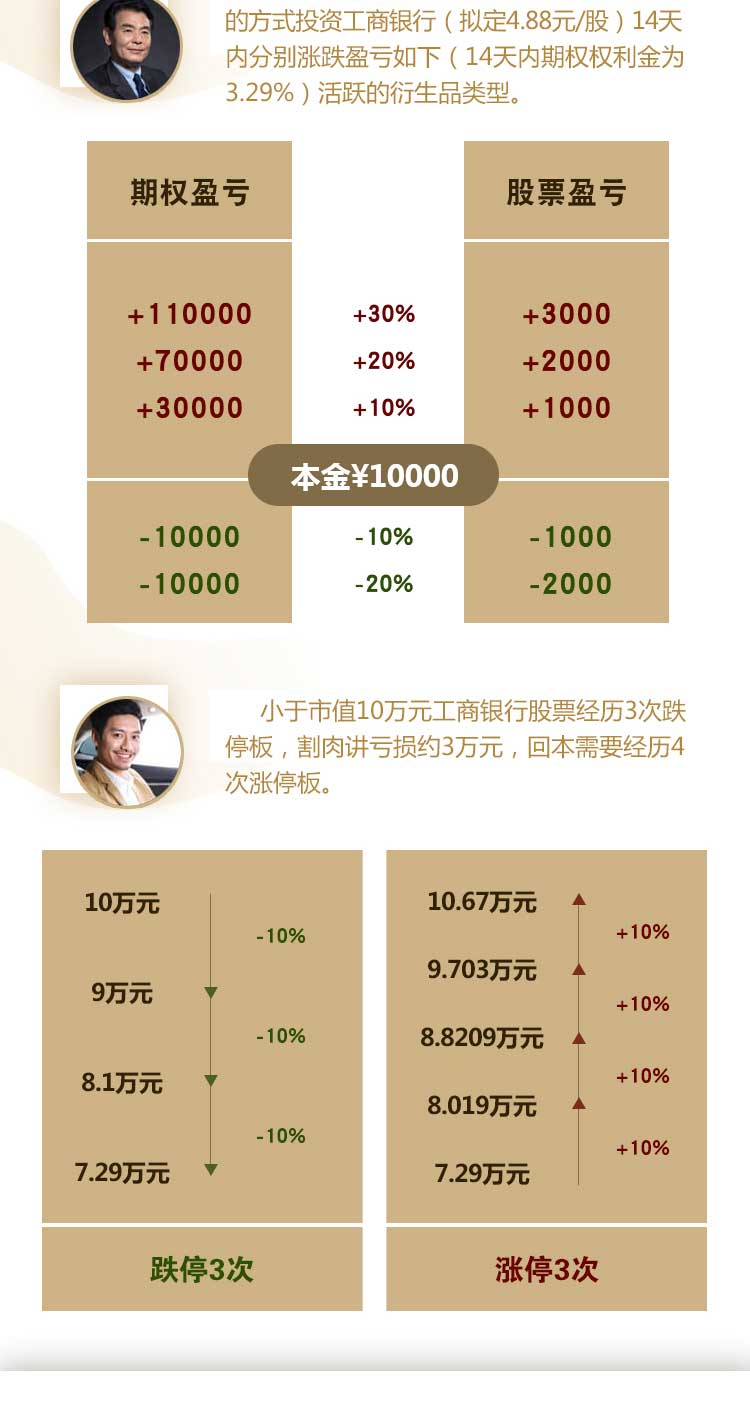 的方式投资工商银行（拟定4.88元/股）14天
内分别涨跌盈亏如下（14天内期权权利金为
3.29%）活跃的衍生品类型。
期权盈亏
股票盈亏
+110000 +30% +3000
+70000 +20% +2000
+30000 +10% +1000
本金¥10000
-10000 -10% -1000
-10000 -20% -2000
小于市值10万元工商银行股票经历3次跌
停板，割肉讲亏损约3万元，回本需要经历4
次涨停板。
10万元
-10%
9万元
-10%
8.1万元
-10%
7.29万元
跌停3次
10.67万元
+10%
9.703万元
+10%
8.8209万元
+10%
8.019万元
+10%
7.29万元
涨停3次